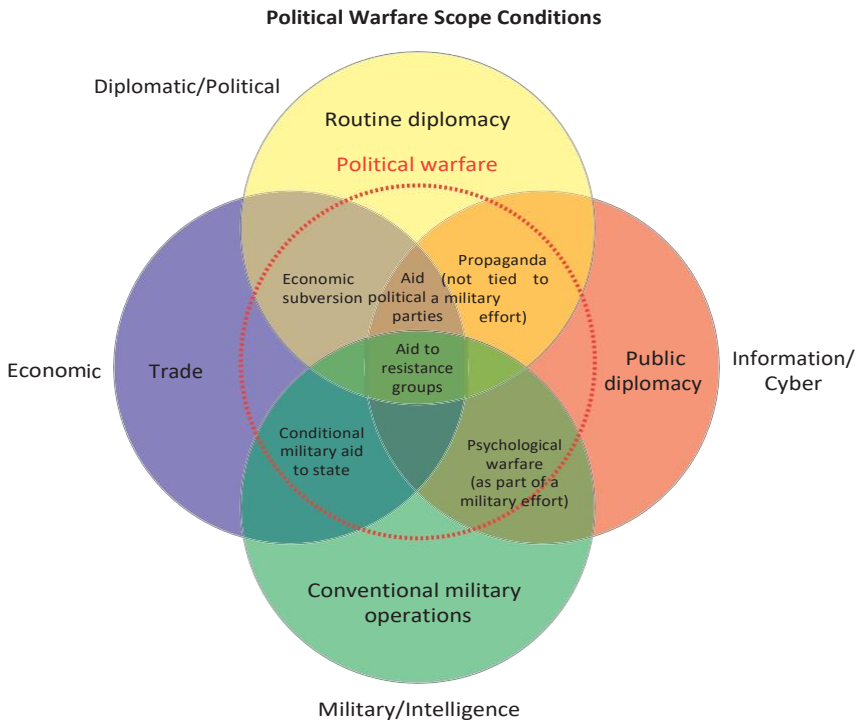 Political Warfare Scope Conditions
Diplomatic/Political
Routine diplomacy
Political warfare
Economic
subversion
Aid
political
parties
Propaganda
(not tied to
a military
effort)
Economic
Trade
Aid to
resistance
groups
Public
diplomacy
Information/
Cyber
Conditional
military aid
to state
Psychological
warfare
(as part of a
military effort)
Conventional military
operations
Military/Intelligence